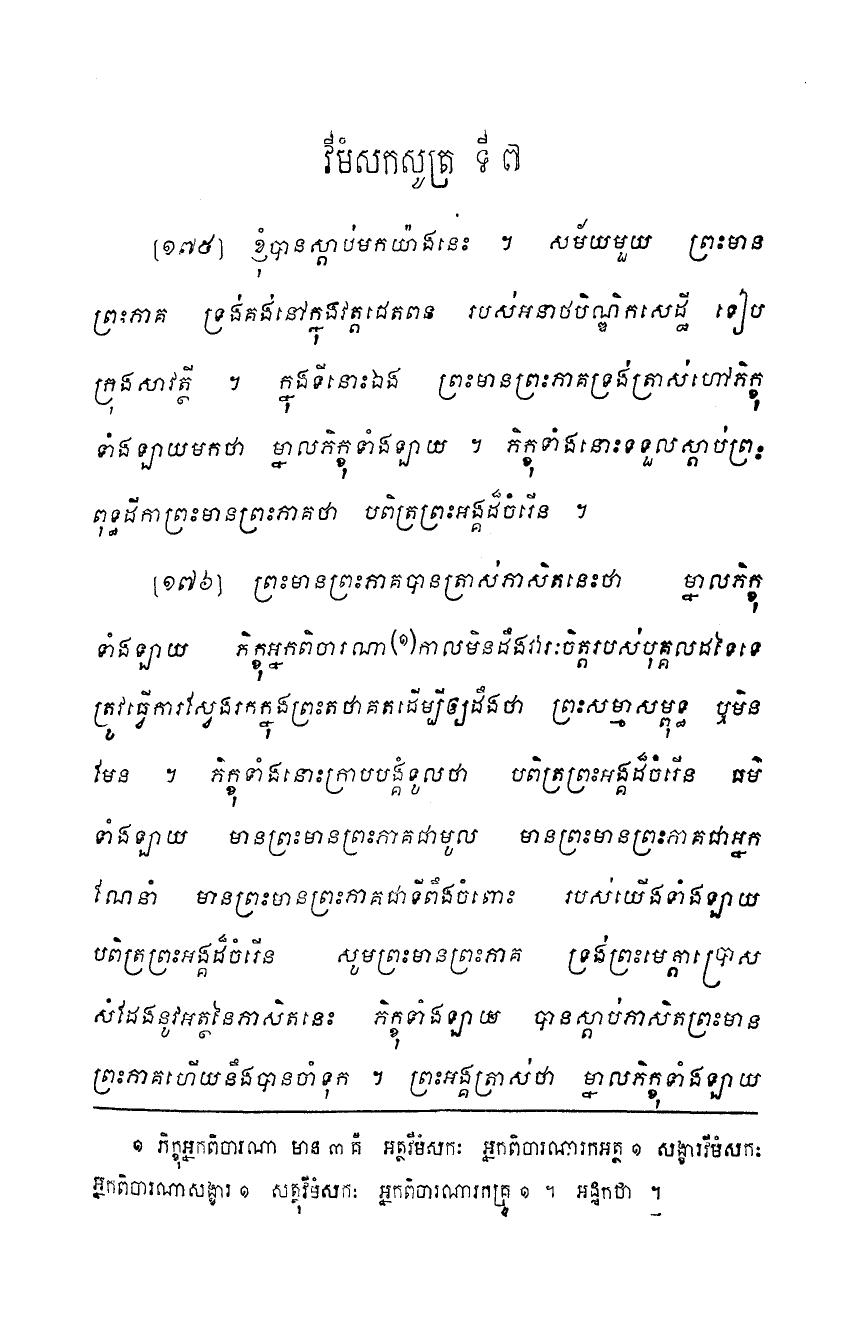 វីមំសកសូត្រ ទី ៧
[១៧៥] ខ្ញុំបានស្តាប់មកយ៉ាងនេះ ។ សម័យមួយ ព្រះមាន
ព្រះភាគ ទ្រង់គង់នៅក្នុងវត្តជេតពន របស់អនាថបិណ្ឌិកសេដ្ឋី ទៀប
ក្រុងសាវត្ថី ។ ក្នុងទីនោះឯង ព្រះមានព្រះភាគទ្រង់ត្រាស់ហៅភិក្ខុ
ទាំងឡាយមកថា ម្នាលភិក្ខុទាំងឡាយ ។ ភិក្ខុទាំងនោះទទួលស្តាប់ព្រះ
ពុទ្ធដីកាព្រះមានព្រះភាគថា បពិត្រព្រះអង្គដ៏ចំរើន ។
[១៧៦] ព្រះមានព្រះភាគបានត្រាស់ភាសិតនេះថា ម្នាលភិក្ខុ
ទាំងឡាយ ភិក្ខុអ្នកពិចារណា(១)កាលមិនដឹងវារៈចិត្តរបស់បុគ្គលដទៃទេ
ត្រូវធ្វើការស្វែងរកក្នុងព្រះតថាគតដើម្បីឲ្យដឹងថា ព្រះសម្មាសម្ពុទ្ធ ឬមិន
មែន ។ ភិក្ខុទាំងនោះក្រាបបង្គំទូលថា បពិត្រព្រះអង្គដ៏ចំរើន ធម៌
ទាំងឡាយ មានព្រះមានព្រះភាគជាមូល មានព្រះមានព្រះភាគជាអ្នក
ណែនាំ មានព្រះមានព្រះភាគជាទីពឹងចំពោះ របស់យើងទាំងឡាយ
បពិត្រព្រះអង្គដ៏ចំរើន សូមព្រះមានព្រះភាគ ទ្រង់ព្រះមេត្តាប្រោស
សំដែងនូវអត្ថនៃភាសិតនេះ ភិក្ខុទាំងឡាយ បានស្តាប់ភាសិតព្រះមាន
ព្រះភាគហើយនឹងបានចាំទុក ។ ព្រះអង្គត្រាស់ថា ម្នាលភិក្ខុទាំងឡាយ
១ ភិក្ខុអ្នកពិចារណា មាន ៣ គឺ អត្ថវីមំសកៈ អ្នកពិចារណារកអត្ថ ១ សង្ខារវីមំសកៈ
អ្នកពិចារណាសង្ខារ ១ សត្ថុវីមំសកៈ អ្នកពិចារណារកគ្រូ ១ ។ អដ្ឋកថា ។